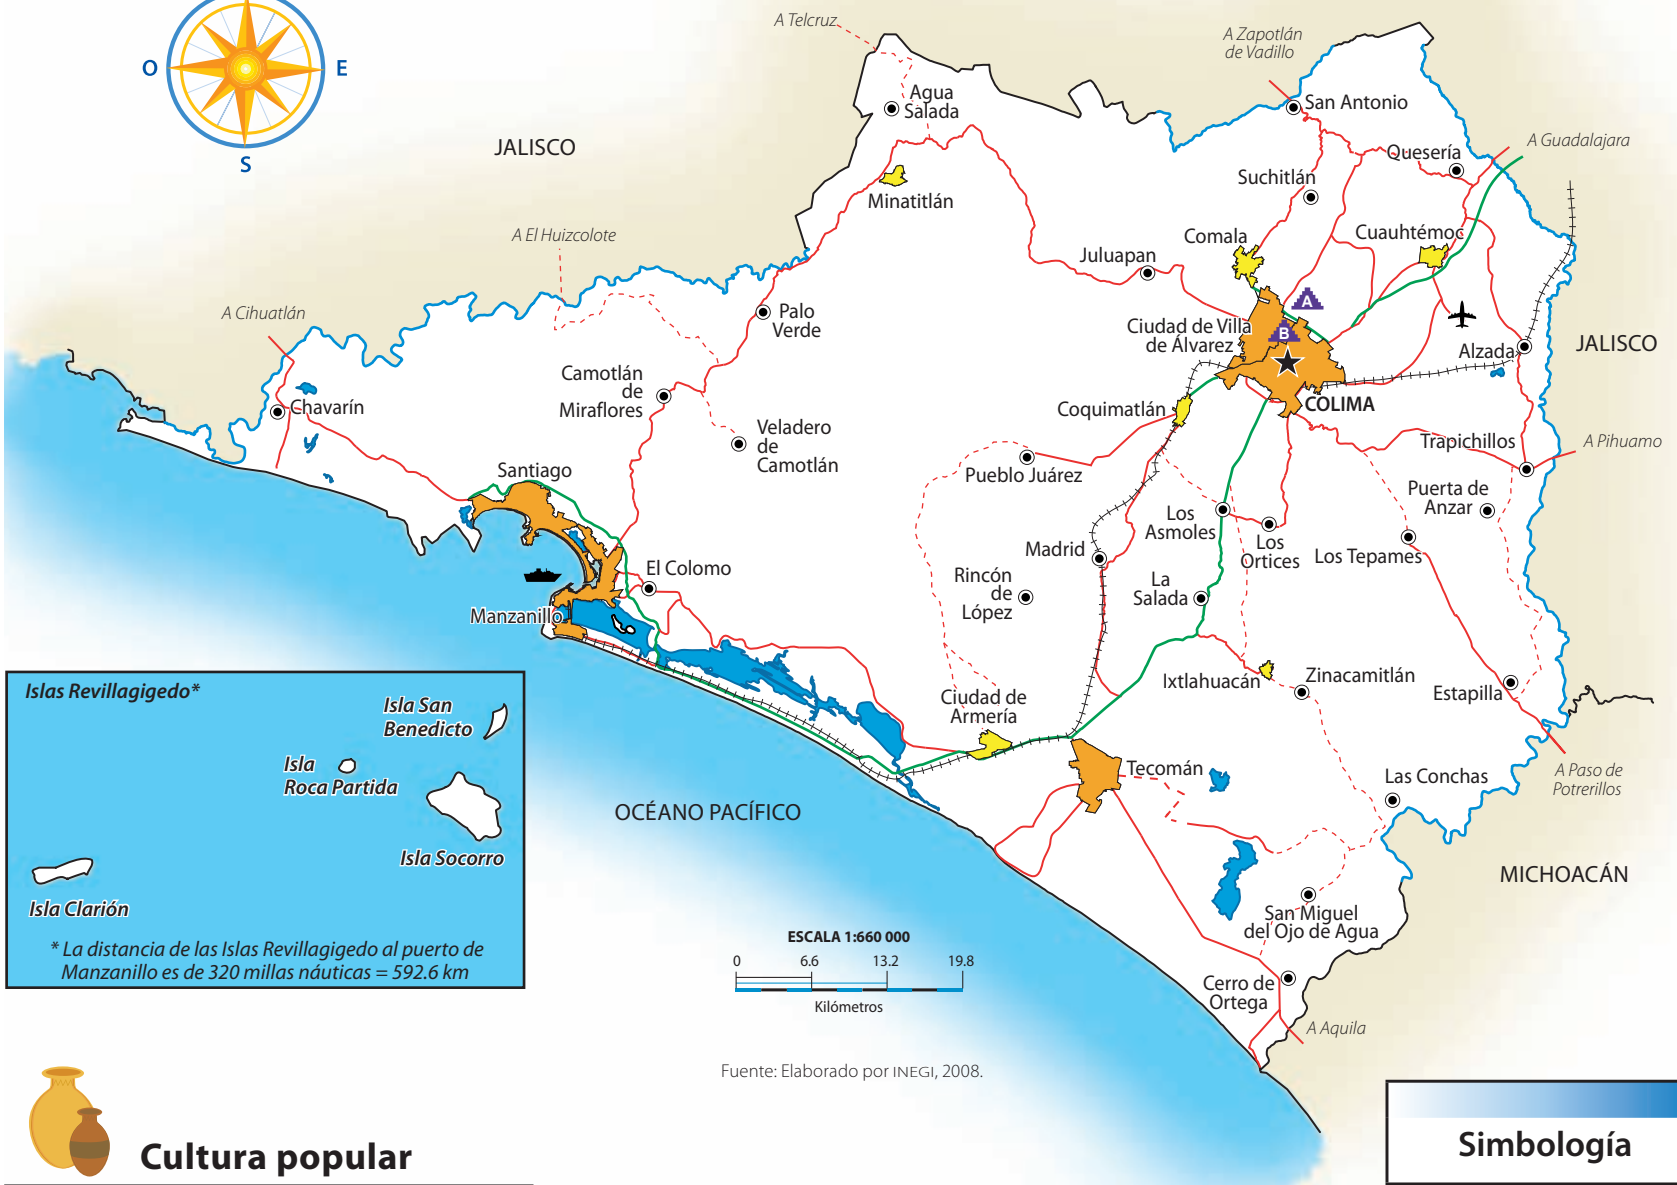 O
E
S
A Telcruz
A Zapotlán
de Vadillo
Agua
Salada
San Antonio
A Guadalajara
JALISCO
Quesería
Suchitlán
Minatitlán
A El Huizcolote
Comala
Cuauhtémoc
Juluapan
A
A Cihuatlán
Palo
Verde
Ciudad de Villa
de Álvarez
B
Alzada
JALISCO
Camotlán
de
Miraflores
Chavarín
Coquimatlán
COLIMA
Veladero
de
Camotlán
Trapichillos
A Pihuamo
Santiago
Pueblo Juárez
Puerta de
Anzar
Los
Asmoles
Los
Ortices
Los Tepames
Madrid
El Colomo
Rincón
de
López
La
Salada
Manzanillo
Ixtlahuacán
Zinacamitlán
Estapilla
Ciudad de
Armería
Islas Revillagigedo*
Isla San
Benedicto
Isla
Roca Partida
Isla Socorro
Isla Clarión
* La distancia de las Islas Revillagigedo al puerto de
Manzanillo es de 320 millas náuticas = 592.6 km
Tecomán
Las Conchas
A Paso de
Potrerillos
OCÉANO PACÍFICO
MICHOACÁN
San Miguel
del Ojo de Agua
ESCALA 1:660 000
0 6.6 13.2 19.8
Kilómetros
Cerro de
Ortega
A Aquila
Fuente: Elaborado por INEGI, 2008.
Cultura popular
Simbología